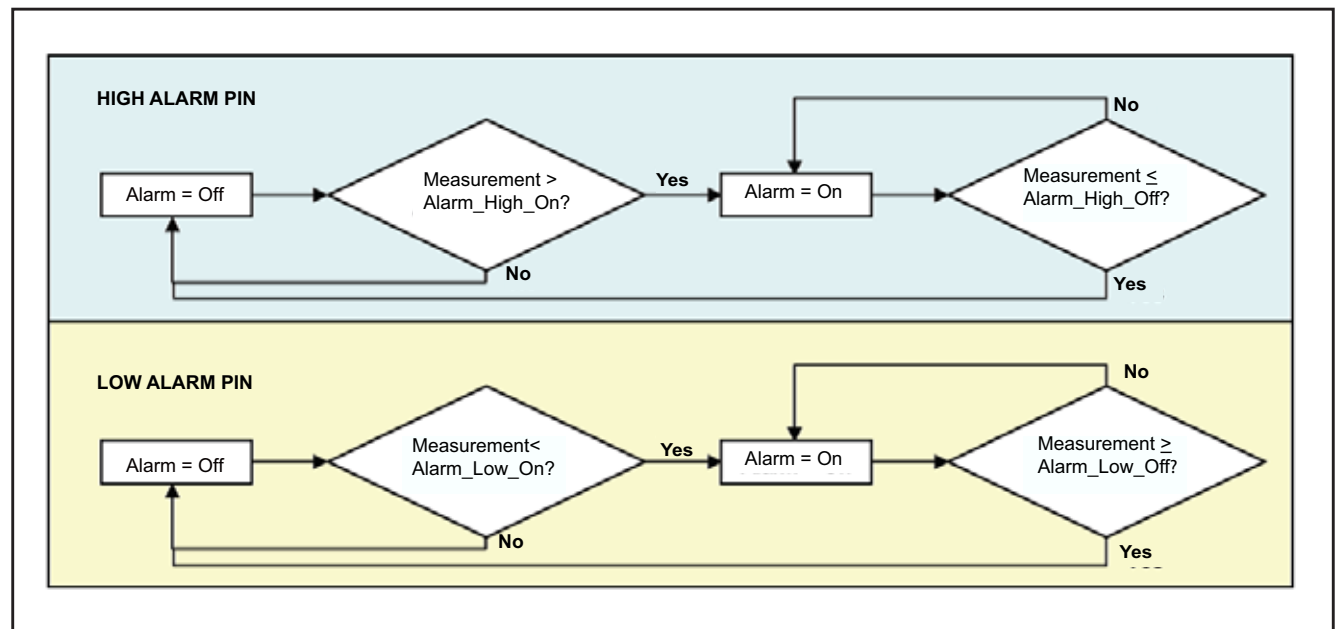 HIGH ALARM PIN
Alarm = Off
Measurement >
Alarm_High_On?
Yes
No
Alarm = On
Measurement ≤
Alarm_High_Off?
No
Yes
LOW ALARM PIN
Alarm = Off
Measurement<
Alarm_Low_On?
Yes
No
Alarm = On
Measurement ≥
Alarm_Low_Off?
No
Yes